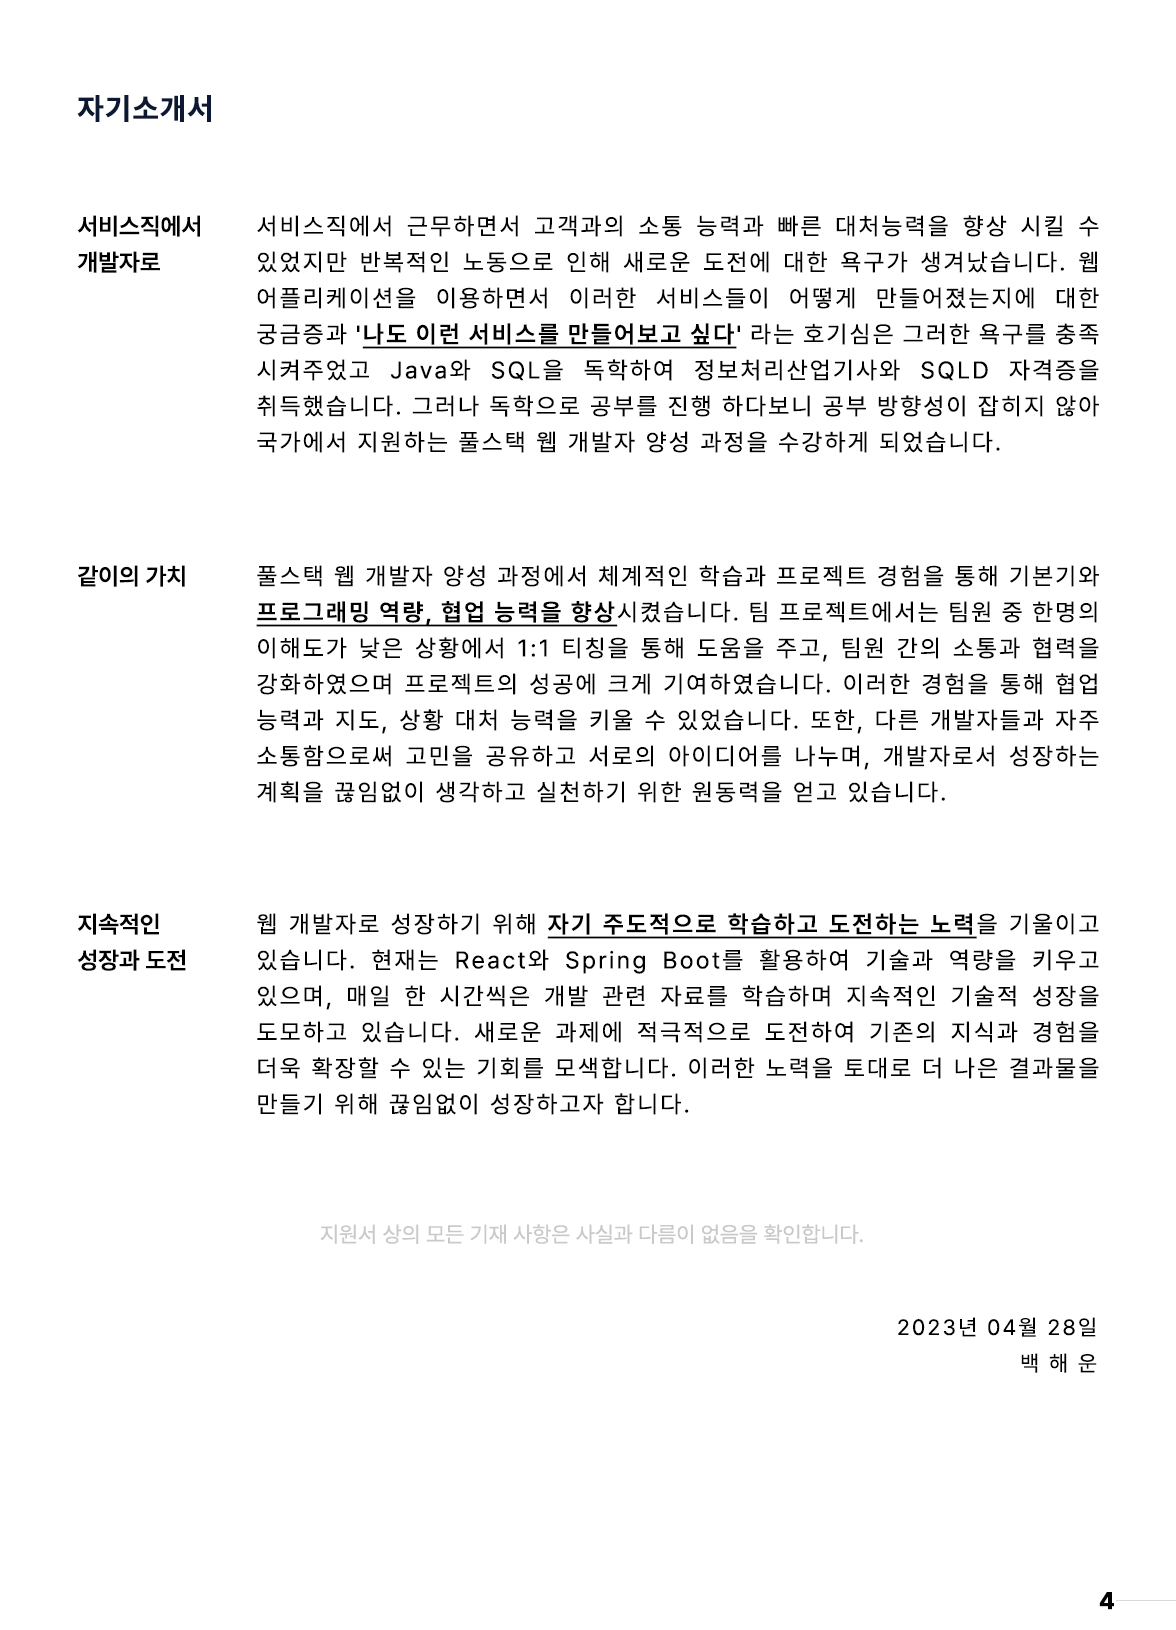 자기소개서
서비스직에서
개발자로
서비스직에서 근무하면서 고객과의 소통 능력과 빠른 대처능력을 향상 시킬 수
있었지만 반복적인 노동으로 인해 새로운 도전에 대한 욕구가 생겨났습니다. 웹
어플리케이션을 이용하면서 이러한 서비스들이 어떻게 만들어졌는지에 대한
궁금증과 '나도 이런 서비스를 만들어보고 싶다' 라는 호기심은 그러한 욕구를 충족
시켜주었고 Java와 SQL을 독학하여 정보처리산업기사와 SQLD 자격증을
취득했습니다. 그러나 독학으로 공부를 진행 하다보니 공부 방향성이 잡히지 않아
국가에서 지원하는 풀스택 웹 개발자 양성 과정을 수강하게 되었습니다.
같이의 가치
풀스택 웹 개발자 양성 과정에서 체계적인 학습과 프로젝트 경험을 통해 기본기와
프로그래밍 역량, 협업 능력을 향상시켰습니다. 팀 프로젝트에서는 팀원 중 한명의
이해도가 낮은 상황에서 1:1 티칭을 통해 도움을 주고, 팀원 간의 소통과 협력을
강화하였으며 프로젝트의 성공에 크게 기여하였습니다. 이러한 경험을 통해 협업
능력과 지도, 상황 대처 능력을 키울 수 있었습니다. 또한, 다른 개발자들과 자주
소통함으로써 고민을 공유하고 서로의 아이디어를 나누며, 개발자로서 성장하는
계획을 끊임없이 생각하고 실천하기 위한 원동력을 얻고 있습니다.
지속적인
성장과 도전
웹 개발자로 성장하기 위해 자기 주도적으로 학습하고 도전하는 노력을 기울이고
있습니다. 현재는 React와 Spring Boot를 활용하여 기술과 역량을 키우고
있으며, 매일 한 시간씩은 개발 관련 자료를 학습하며 지속적인 기술적 성장을
도모하고 있습니다. 새로운 과제에 적극적으로 도전하여 기존의 지식과 경험을
더욱 확장할 수 있는 기회를 모색합니다. 이러한 노력을 토대로 더 나은 결과물을
만들기 위해 끊임없이 성장하고자 합니다.
지원서 상의 모든 기재 사항은 사실과 다름이 없음을 확인합니다.
2023년 04월 28일
백 해 운
4